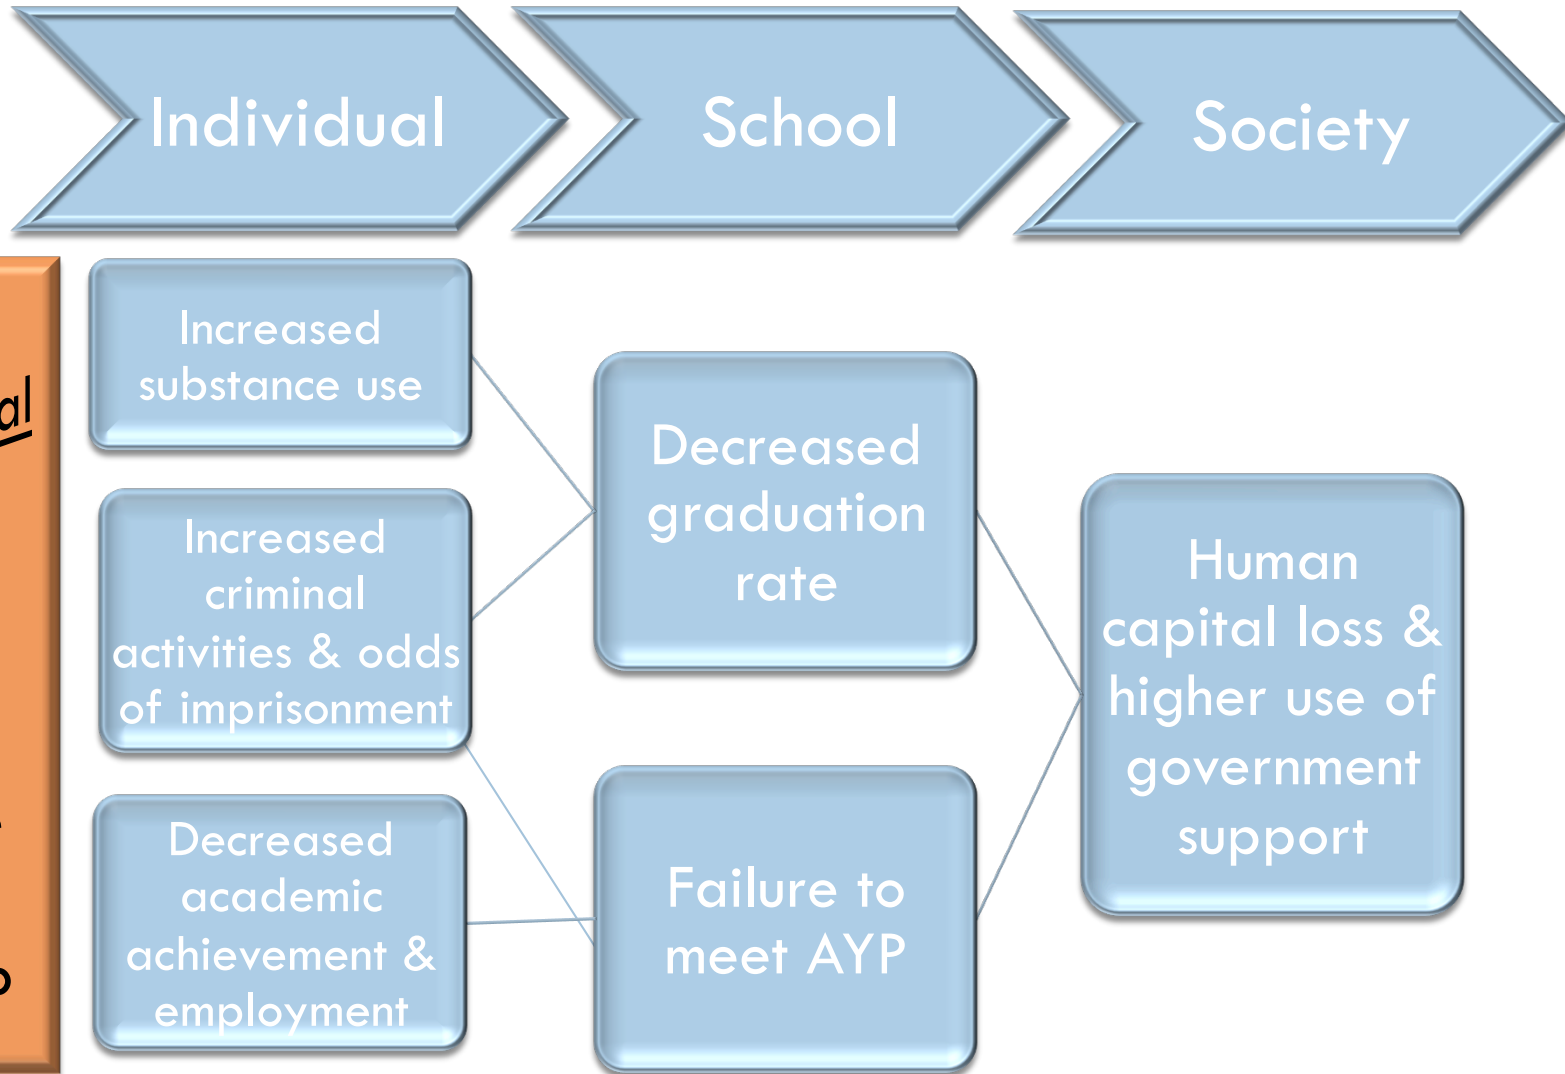 Individual
School
Society
al
Increased
substance use
Increased
criminal
activities & odds
of imprisonment
Decreased
academic
achievement &
employment
Decreased
graduation
rate
Failure to
meet AYP
Human
capital loss &
higher use of
government
support